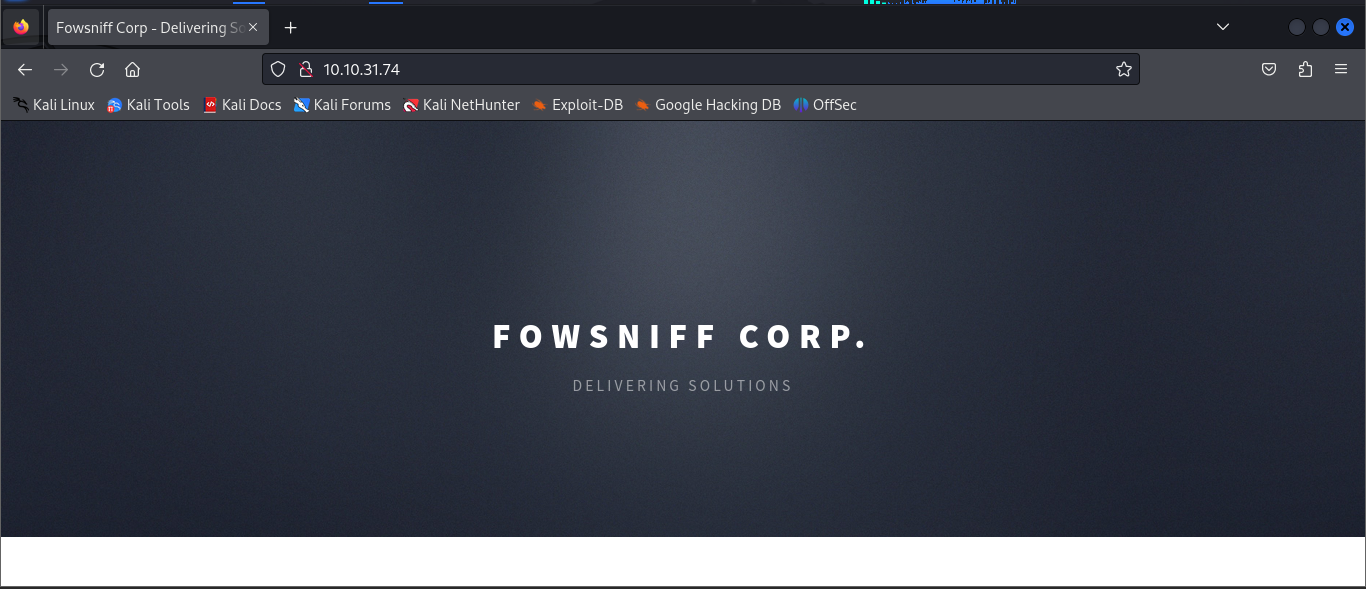 Fowsniff Corp - Delivering So
10.10.31.74
Kali Linux Kali Tools Kali Docs Kali Forums Kali NetHunter Exploit-DB Google Hacking DB OffSec
FOWSNIFF CORP.
DELIVERING SOLUTIONS